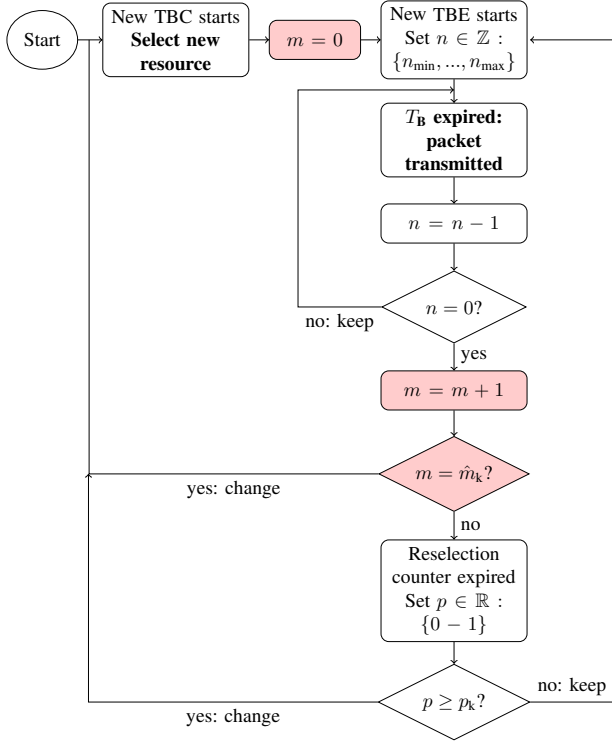 Start
New TBC starts
Select new
resource
m = 0
New TBE starts
Set n ∈ ℤ :
{n_min, ..., n_max}
T_B expired:
packet
transmitted
n = n − 1
n = 0?
no: keep
yes
m = m + 1
m = m̂_k?
yes: change
no
Reselection
counter expired
Set p ∈ ℝ :
{0 − 1}
p ≥ p_k?
no: keep
yes: change